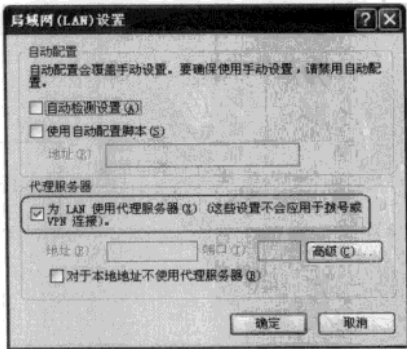 局域网(LAN)设置
自动配置
自动配置会覆盖手动设置。要确保使用手动设置，请禁用自动配
置。
自动检测设置(A)
使用自动配置脚本(S)
地址(R)
代理服务器
为 LAN 使用代理服务器(X) (这些设置不会应用于拨号或
VPN 连接)。
地址(E) 端口(T) 高级(C)
对于本地地址不使用代理服务器(B)
确定 取消